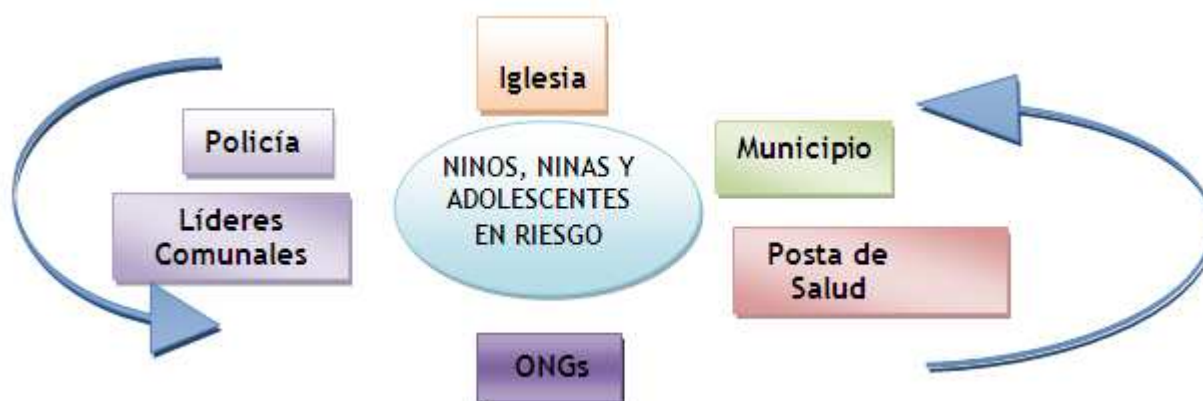 Iglesia
Policía
NINOS, NINAS Y
ADOLESCENTES
EN RIESGO
Municipio
Líderes
Comunales
Posta de
Salud
ONGs